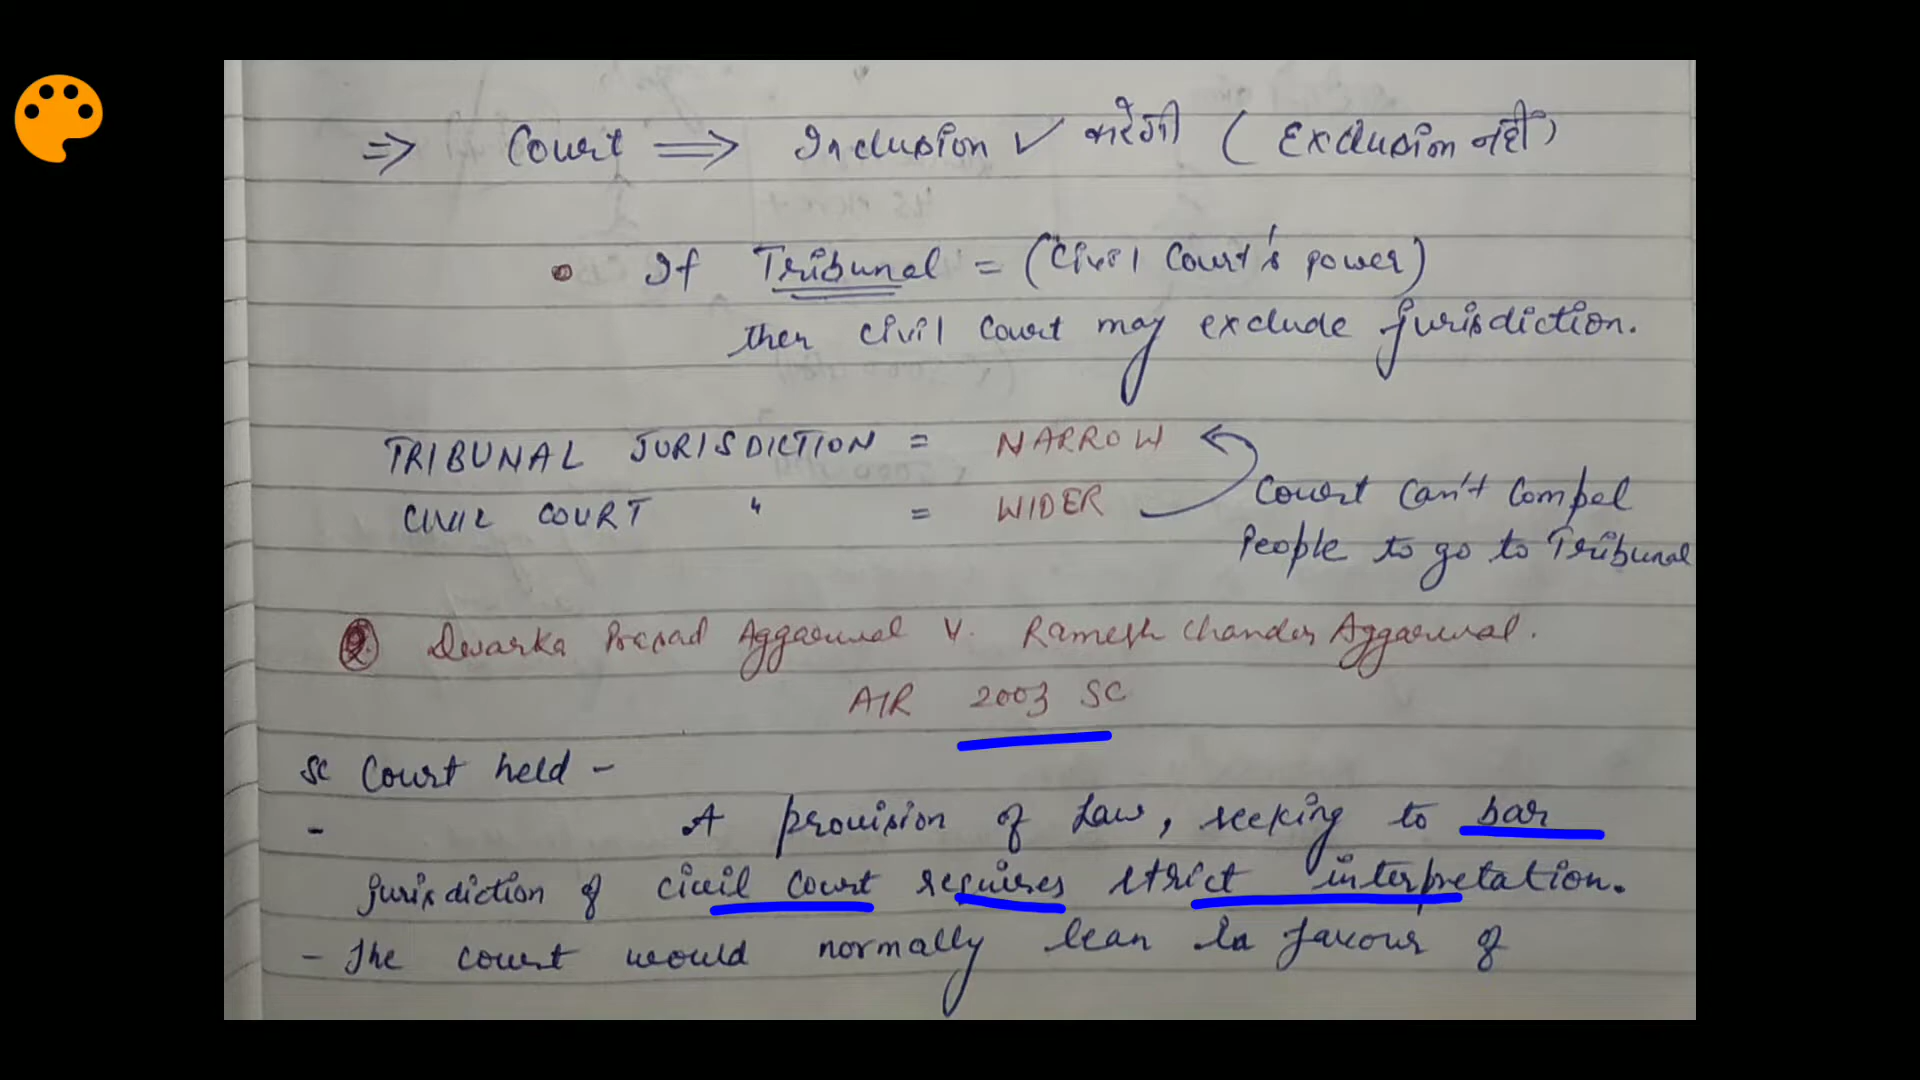 ⇒ Court ⇒ Inclusion ✓ करेगी ( Exclusion नहीं)
• If Tribunal = (Civil Court's power)
then civil court may exclude jurisdiction.
TRIBUNAL JURISDICTION = NARROW
CIVIL COURT " = WIDER
Court can't compel
People to go to Tribunal
2. Dwarka Prasad Aggarwal V. Ramesh Chander Aggarwal.
AIR 2003 SC
SC Court held -
- A provision of Law, seeking to bar
jurisdiction of civil court requires strict interpretation.
- The court would normally lean in favour of